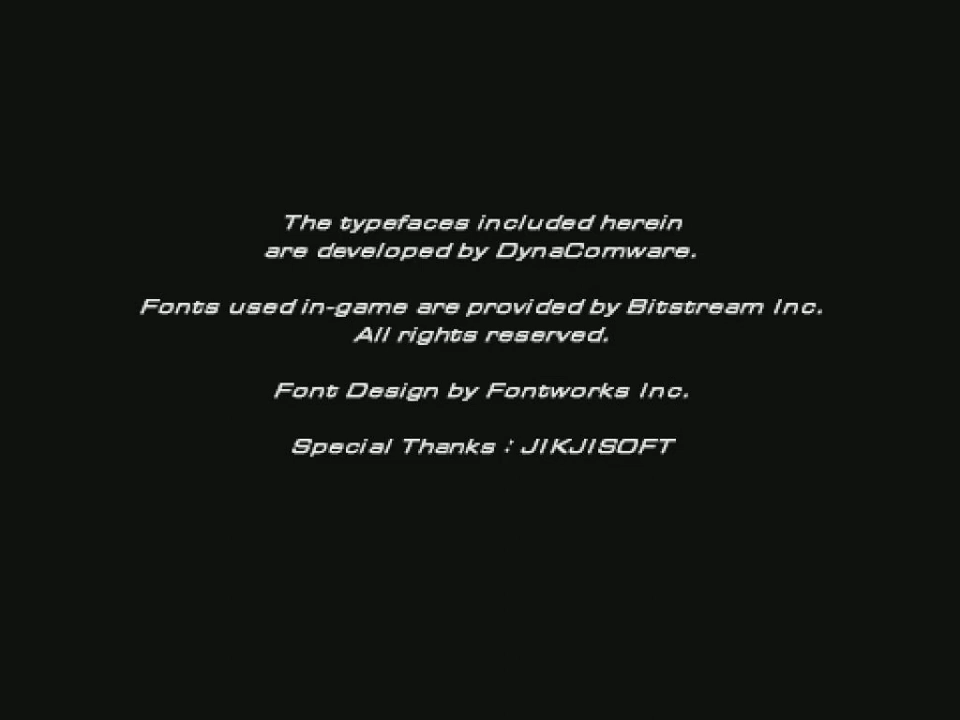 The typefaces included herein
are developed by DynaComware.
Fonts used in-game are provided by Bitstream Inc.
All rights reserved.
Font Design by Fontworks Inc.
Special Thanks : JIKJISOFT